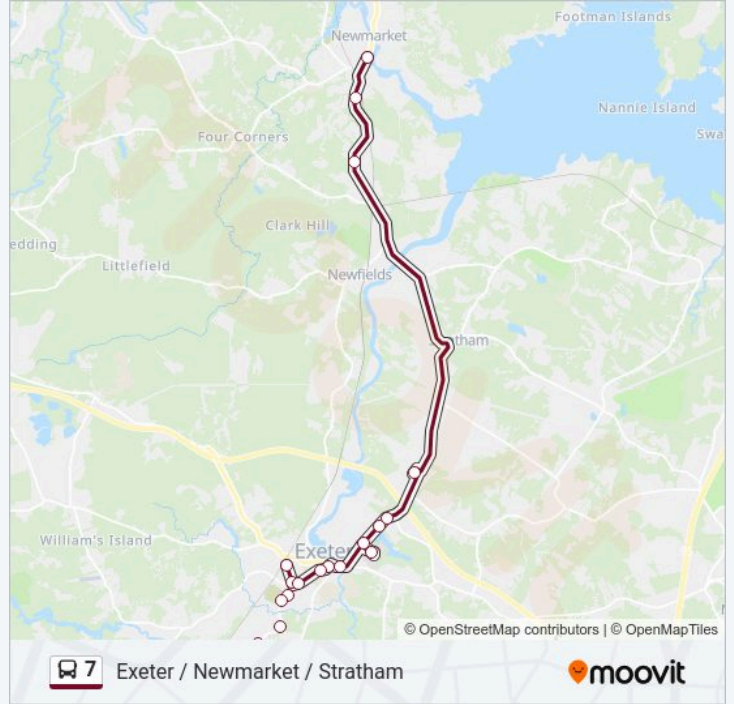 Footman Islands
Newmarket
Nannie Island
Swa
Four Corners
Clark Hill
edding
Littlefield
Newfields
tham
William's Island
Exeter
© OpenStreetMap contributors | © OpenMapTiles
7 Exeter / Newmarket / Stratham
moovit